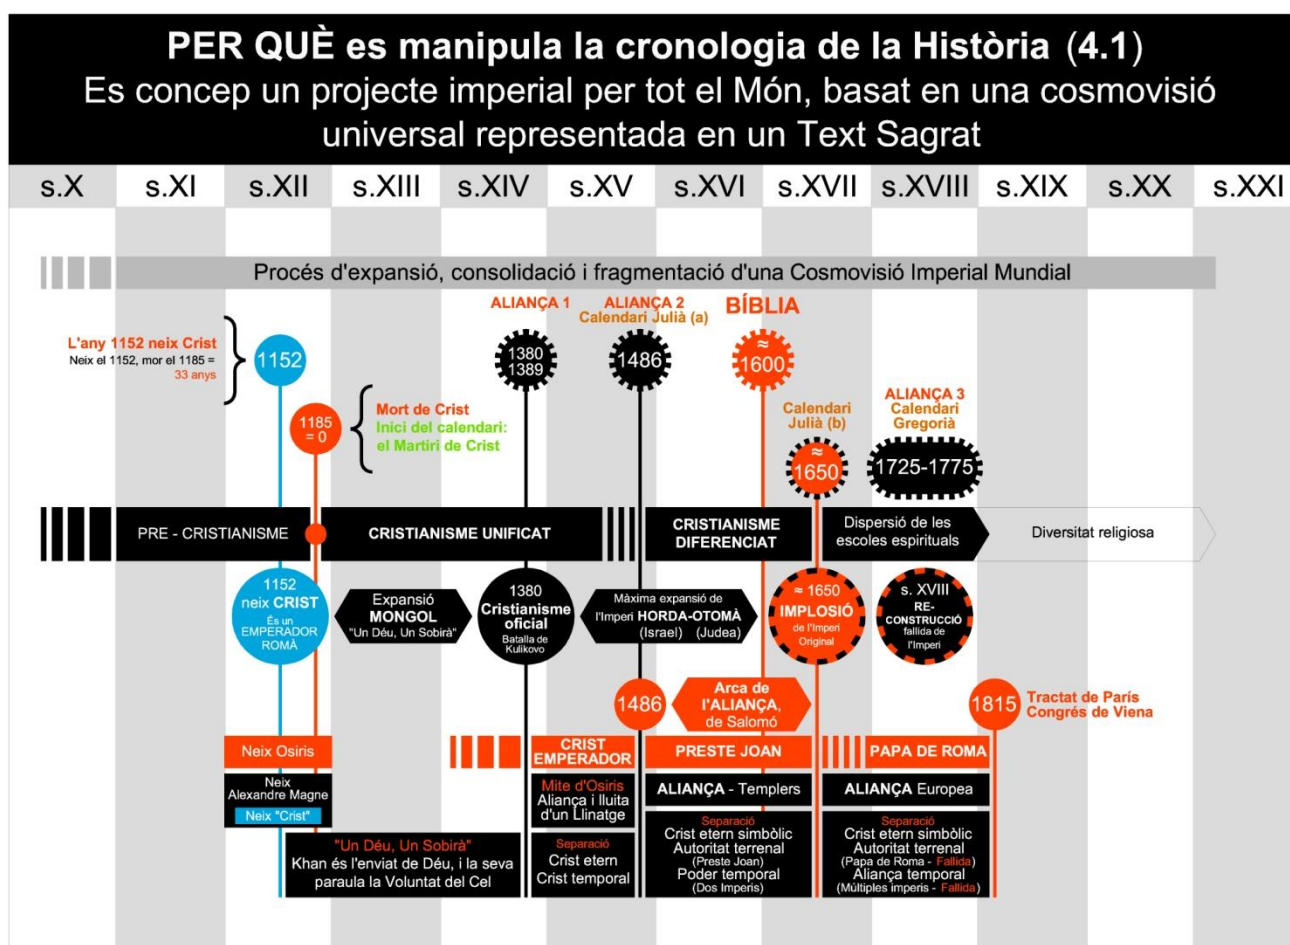 PER QUÈ es manipula la cronologia de la Història (4.1)
Es concep un projecte imperial per tot el Món, basat en una cosmovisió
universal representada en un Text Sagrat
s.X s.XI s.XII s.XIII s.XIV s.XV s.XVI s.XVII s.XVIII s.XIX s.XX s.XXI
Procés d'expansió, consolidació i fragmentació d'una Cosmovisió Imperial Mundial
L'any 1152 neix Crist
Neix el 1152, mor el 1185 =
33 anys
1152
1185
= 0
Mort de Crist
Inici del calendari:
el Martiri de Crist
ALIANÇA 1
1380
1389
ALIANÇA 2
Calendari Julià (a)
1486
BÍBLIA
≈
1600
Calendari
Julià (b)
≈
1650
ALIANÇA 3
Calendari
Gregorià
1725-1775
PRE - CRISTIANISME
CRISTIANISME UNIFICAT
CRISTIANISME
DIFERENCIAT
Dispersió de les
escoles espirituals
Diversitat religiosa
1152
neix CRIST
És un
EMPERADOR
ROMÀ
Expansió
MONGOL
"Un Déu, Un Sobirà"
1380
Cristianisme
oficial
Batalla de
Kulikovo
Màxima expansió de
l'Imperi HORDA-OTOMÀ
(Israel) (Judea)
≈ 1650
IMPLOSIÓ
de l'Imperi
Original
s. XVIII
RE-
CONSTRUCCIÓ
fallida de
l'Imperi
1486
Arca de
l'ALIANÇA,
de Salomó
1815
Tractat de París
Congrés de Viena
Neix Osiris
Neix
Alexandre Magne
Neix "Crist"
"Un Déu, Un Sobirà"
Khan és l'enviat de Déu, i la seva
paraula la Voluntat del Cel
CRIST
EMPERADOR
Mite d'Osiris
Aliança i lluita
d'un Llinatge
Separació
Crist etern
Crist temporal
PRESTE JOAN
ALIANÇA - Templers
Separació
Crist etern simbòlic
Autoritat terrenal
(Preste Joan)
Poder temporal
(Dos Imperis)
PAPA DE ROMA
ALIANÇA Europea
Separació
Crist etern simbòlic
Autoritat terrenal
(Papa de Roma - Fallida)
Aliança temporal
(Múltiples imperis - Fallida)